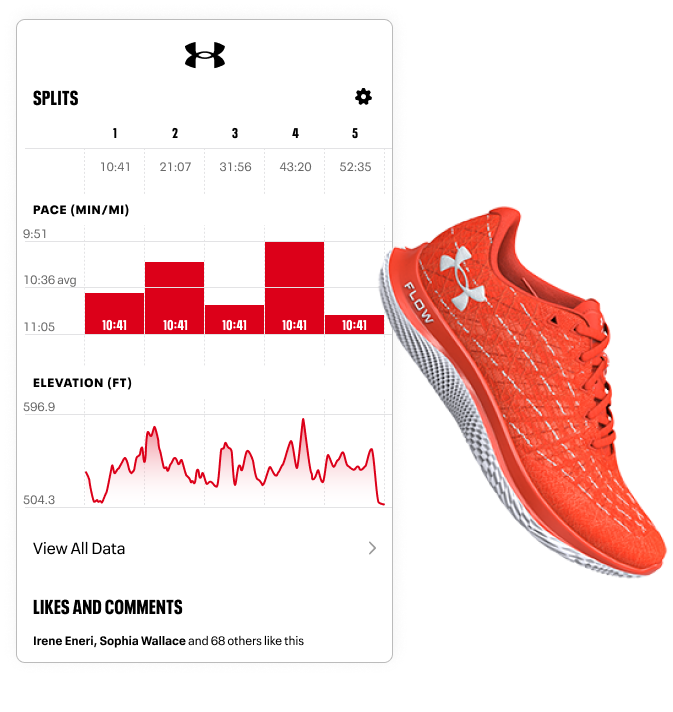 SPLITS
1 2 3 4 5
10:41 21:07 31:56 43:20 52:35
PACE (MIN/MI)
9:51
10:36 avg
11:05
10:41 10:41 10:41 10:41 10:41
ELEVATION (FT)
596.9
504.3
View All Data
LIKES AND COMMENTS
Irene Eneri, Sophia Wallace and 68 others like this
FLOW